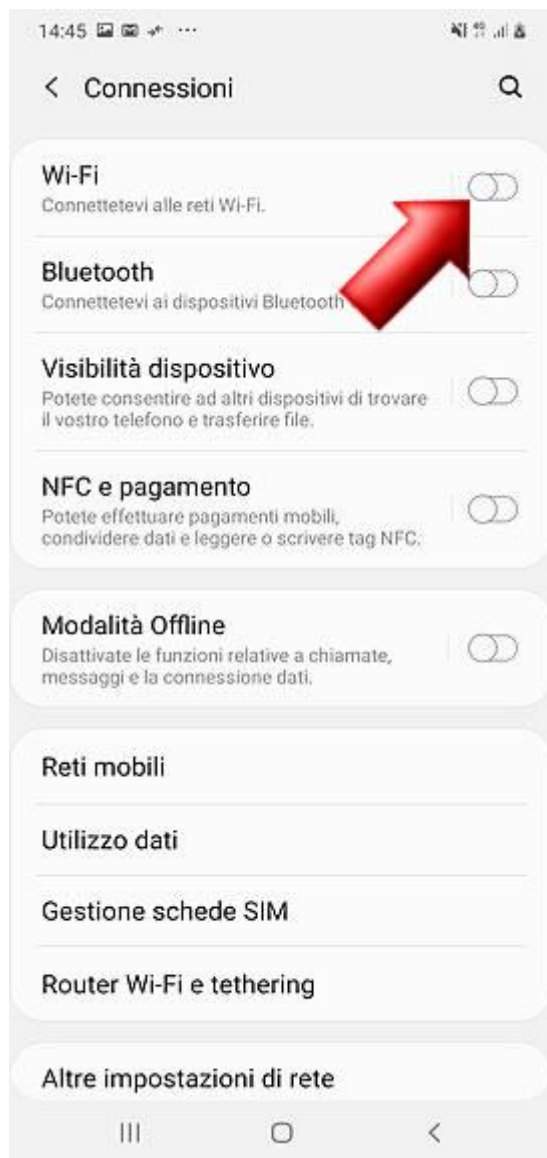 14:45
Connessioni
Wi-Fi
Connettetevi alle reti Wi-Fi.
Bluetooth
Connettetevi ai dispositivi Bluetooth
Visibilità dispositivo
Potete consentire ad altri dispositivi di trovare
il vostro telefono e trasferire file.
NFC e pagamento
Potete effettuare pagamenti mobili,
condividere dati e leggere o scrivere tag NFC.
Modalità Offline
Disattivate le funzioni relative a chiamate,
messaggi e la connessione dati.
Reti mobili
Utilizzo dati
Gestione schede SIM
Router Wi-Fi e tethering
Altre impostazioni di rete